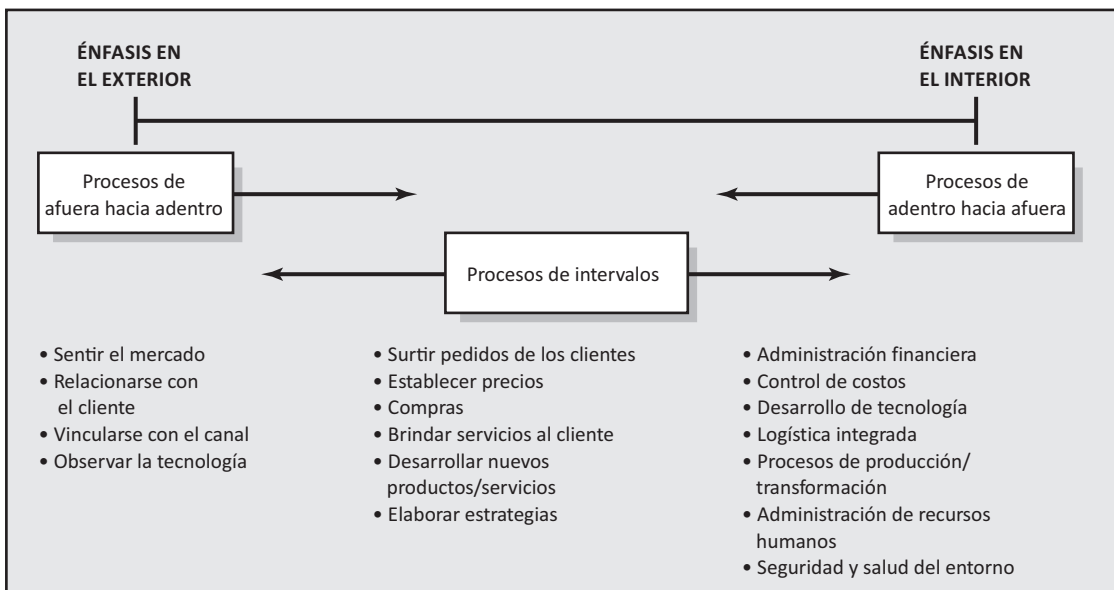 ÉNFASIS EN
EL EXTERIOR
ÉNFASIS EN
EL INTERIOR
Procesos de
afuera hacia adentro
Procesos de
adentro hacia afuera
Procesos de intervalos
• Sentir el mercado
• Relacionarse con
el cliente
• Vincularse con el canal
• Observar la tecnología
• Surtir pedidos de los clientes
• Establecer precios
• Compras
• Brindar servicios al cliente
• Desarrollar nuevos
productos/servicios
• Elaborar estrategias
• Administración financiera
• Control de costos
• Desarrollo de tecnología
• Logística integrada
• Procesos de producción/
transformación
• Administración de recursos
humanos
• Seguridad y salud del entorno